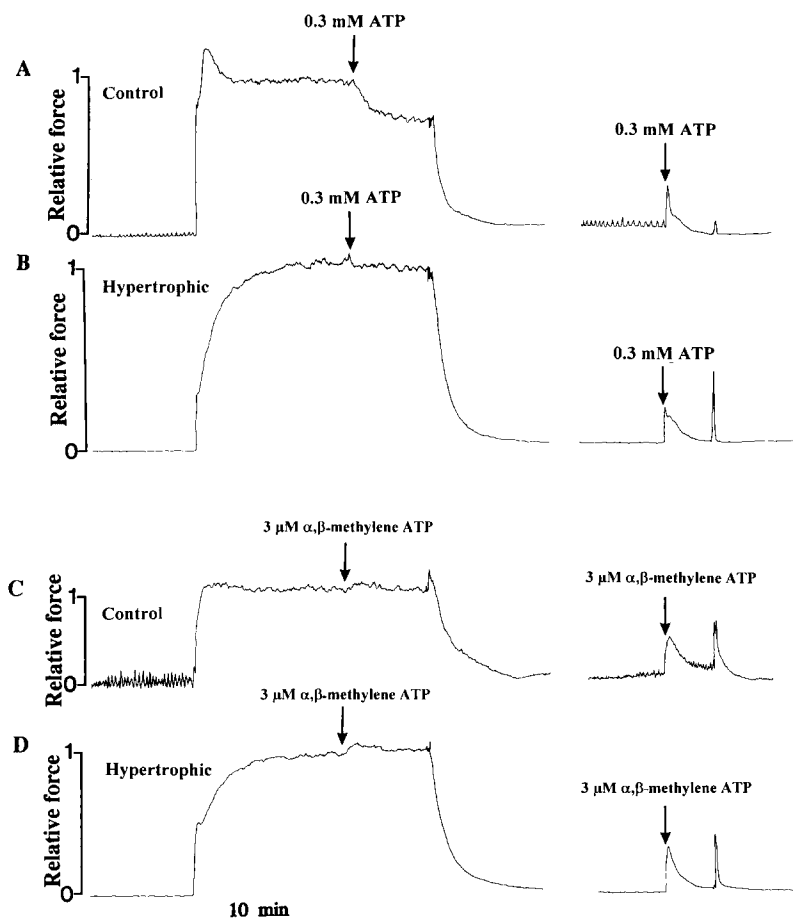 0.3 mM ATP
A
1
Control
Relative force
0
0.3 mM ATP
0.3 mM ATP
B
1
Hypertrophic
Relative force
0
0.3 mM ATP
3 μM α,β-methylene ATP
C
1
Control
Relative force
0
3 μM α,β-methylene ATP
3 μM α,β-methylene ATP
D
1
Hypertrophic
Relative force
0
3 μM α,β-methylene ATP
10 min